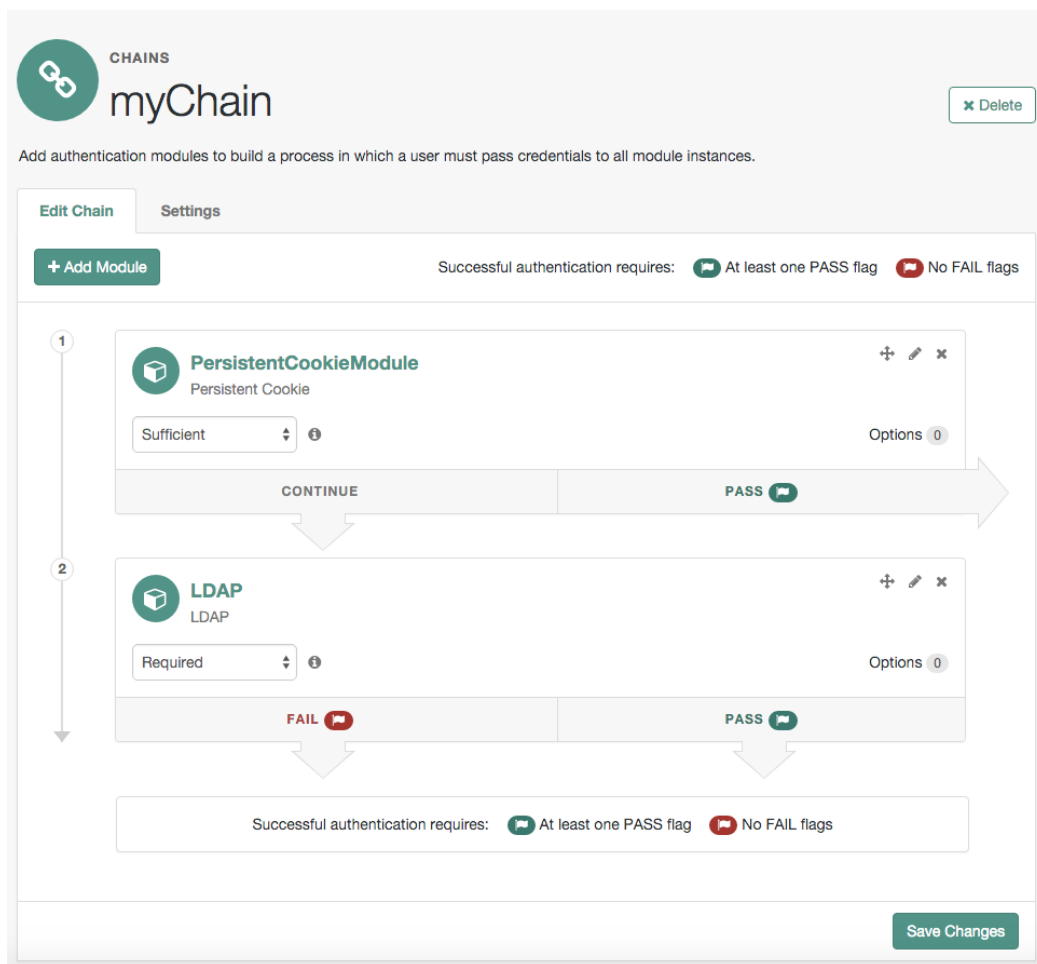 CHAINS
myChain
Delete
Add authentication modules to build a process in which a user must pass credentials to all module instances.
Edit Chain Settings
+ Add Module Successful authentication requires: At least one PASS flag No FAIL flags
1
PersistentCookieModule
Persistent Cookie
Sufficient Options 0
CONTINUE PASS
2
LDAP
LDAP
Required Options 0
FAIL PASS
Successful authentication requires: At least one PASS flag No FAIL flags
Save Changes